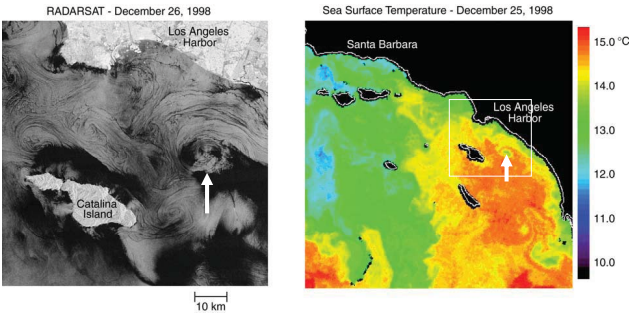 RADARSAT - December 26, 1998
Los Angeles
Harbor
Catalina
Island
10 km
Sea Surface Temperature - December 25, 1998
Santa Barbara
Los Angeles
Harbor
15.0 °C
14.0
13.0
12.0
11.0
10.0